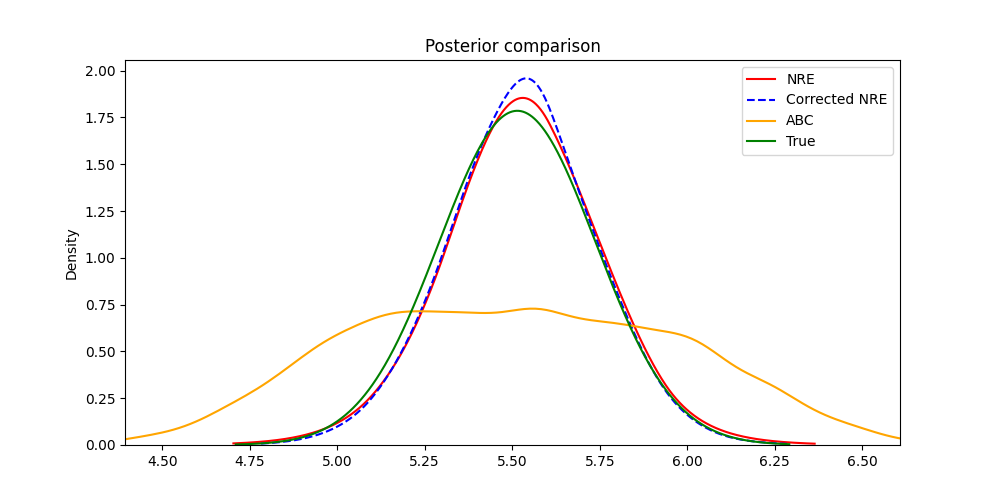 Posterior comparison
2.00
1.75
1.50
1.25
1.00
0.75
0.50
0.25
0.00
Density
NRE
Corrected NRE
ABC
True
4.50 4.75 5.00 5.25 5.50 5.75 6.00 6.25 6.50